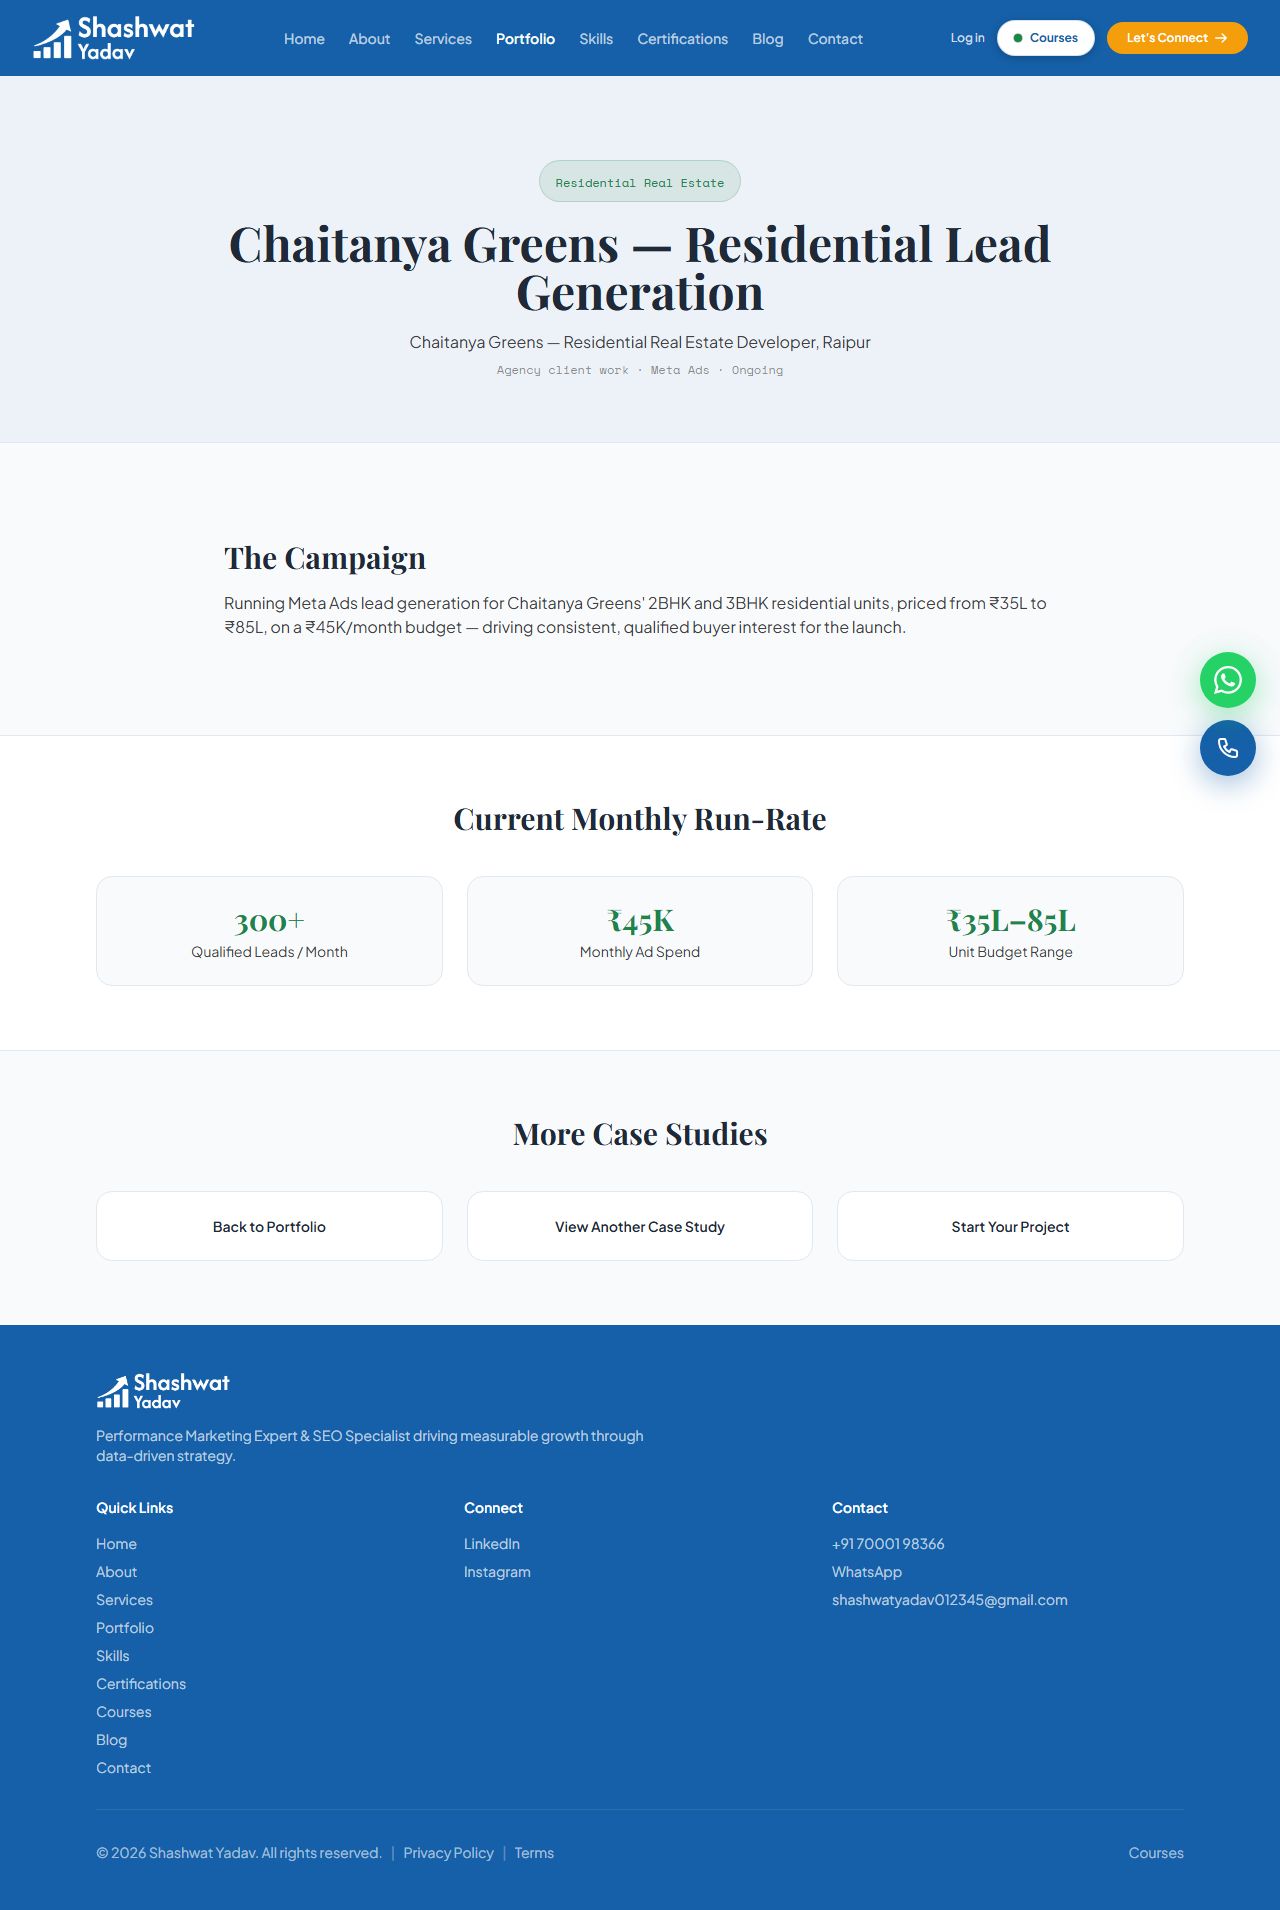 Shashwat
Yadav
Home
About
Services
Portfolio
Skills
Certifications
Blog
Contact
Log in
Courses
Let's Connect →
Residential Real Estate
Chaitanya Greens — Residential Lead
Generation
Chaitanya Greens — Residential Real Estate Developer, Raipur
Agency client work · Meta Ads · Ongoing
The Campaign
Running Meta Ads lead generation for Chaitanya Greens' 2BHK and 3BHK residential units, priced from ₹35L to
₹85L, on a ₹45K/month budget — driving consistent, qualified buyer interest for the launch.
Current Monthly Run-Rate
300+
Qualified Leads / Month
₹45K
Monthly Ad Spend
₹35L–85L
Unit Budget Range
More Case Studies
Back to Portfolio
View Another Case Study
Start Your Project
Shashwat
Yadav
Performance Marketing Expert & SEO Specialist driving measurable growth through
data-driven strategy.
Quick Links
Home
About
Services
Portfolio
Skills
Certifications
Courses
Blog
Contact
Connect
LinkedIn
Instagram
Contact
+91 70001 98366
WhatsApp
shashwatyadav012345@gmail.com
© 2026 Shashwat Yadav. All rights reserved. | Privacy Policy | Terms
Courses